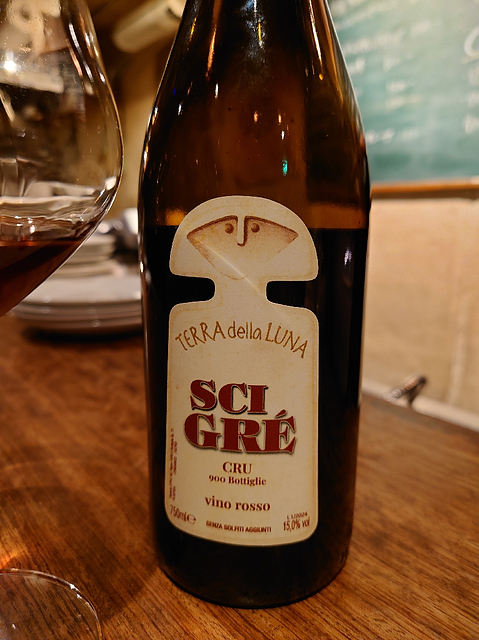 TERRA della LUNA
SCI
GRÉ
CRU
900 Bottiglie
vino rosso
750ml e
SENZA SOLFITI AGGIUNTI
15,0% vol